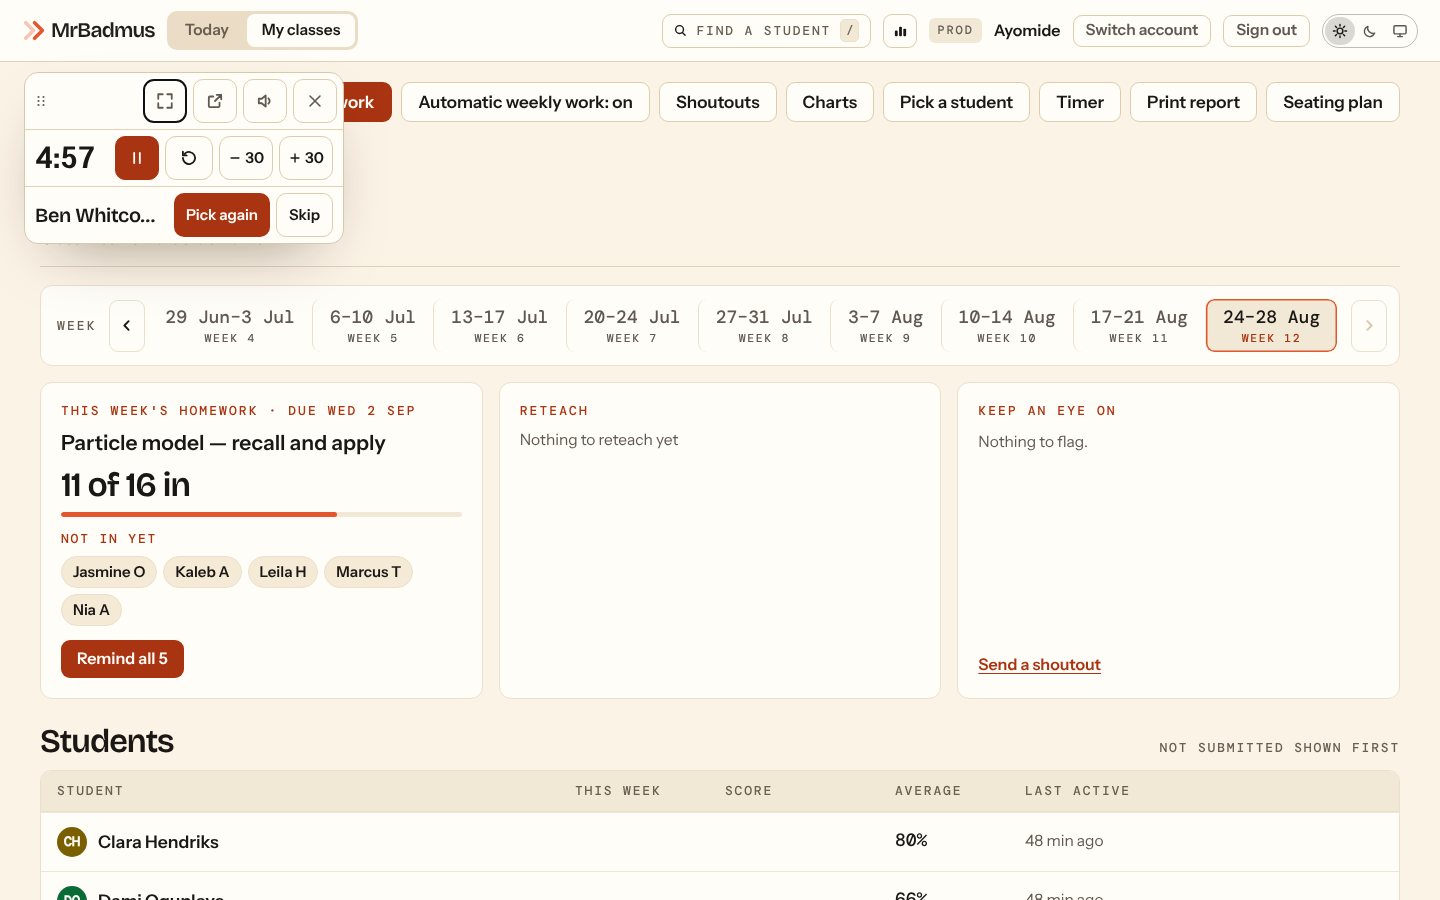 MrBadmus
Today
My classes
FIND A STUDENT /
PROD
Ayomide
Switch account
Sign out
Automatic weekly work: on
Shoutouts
Charts
Pick a student
Timer
Print report
Seating plan
4:57
− 30
+ 30
Ben Whitco...
Pick again
Skip
WEEK
29 Jun–3 Jul
WEEK 4
6–10 Jul
WEEK 5
13–17 Jul
WEEK 6
20–24 Jul
WEEK 7
27–31 Jul
WEEK 8
3–7 Aug
WEEK 9
10–14 Aug
WEEK 10
17–21 Aug
WEEK 11
24–28 Aug
WEEK 12
THIS WEEK'S HOMEWORK · DUE WED 2 SEP
Particle model — recall and apply
11 of 16 in
NOT IN YET
Jasmine O
Kaleb A
Leila H
Marcus T
Nia A
Remind all 5
RETEACH
Nothing to reteach yet
KEEP AN EYE ON
Nothing to flag.
Send a shoutout
Students
NOT SUBMITTED SHOWN FIRST
STUDENT
THIS WEEK
SCORE
AVERAGE
LAST ACTIVE
CH
Clara Hendriks
80%
48 min ago
66%
48 min ago